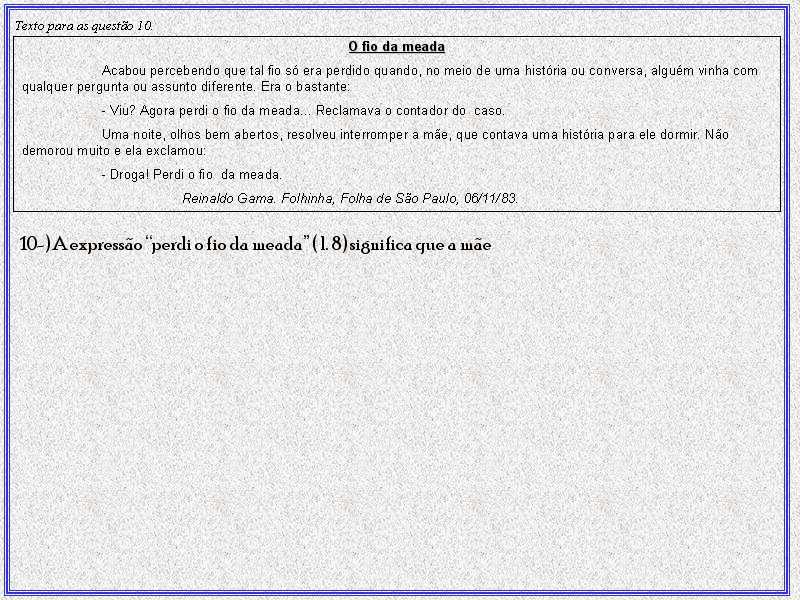 Texto para as questão 10.
O fio da meada
Acabou percebendo que tal fio só era perdido quando, no meio de uma história ou conversa, alguém vinha com
qualquer pergunta ou assunto diferente. Era o bastante:
- Viu? Agora perdi o fio da meada... Reclamava o contador do caso.
Uma noite, olhos bem abertos, resolveu interromper a mãe, que contava uma história para ele dormir. Não
demorou muito e ela exclamou:
- Droga! Perdi o fio da meada.
Reinaldo Gama. Folhinha, Folha de São Paulo, 06/11/83.
10-) A expressão “perdi o fio da meada” ( l. 8) significa que a mãe